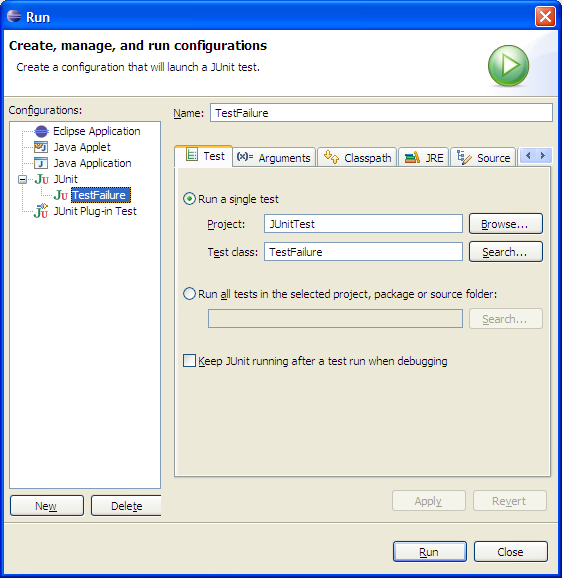 Run
Create, manage, and run configurations
Create a configuration that will launch a JUnit test.
Configurations:
Eclipse Application
Java Applet
Java Application
JUnit
TestFailure
JUnit Plug-in Test
New
Delete
Name: TestFailure
Test (x)= Arguments Classpath JRE Source
Run a single test
Project: JUnitTest Browse...
Test class: TestFailure Search...
Run all tests in the selected project, package or source folder:
Search...
Keep JUnit running after a test run when debugging
Apply Revert
Run Close